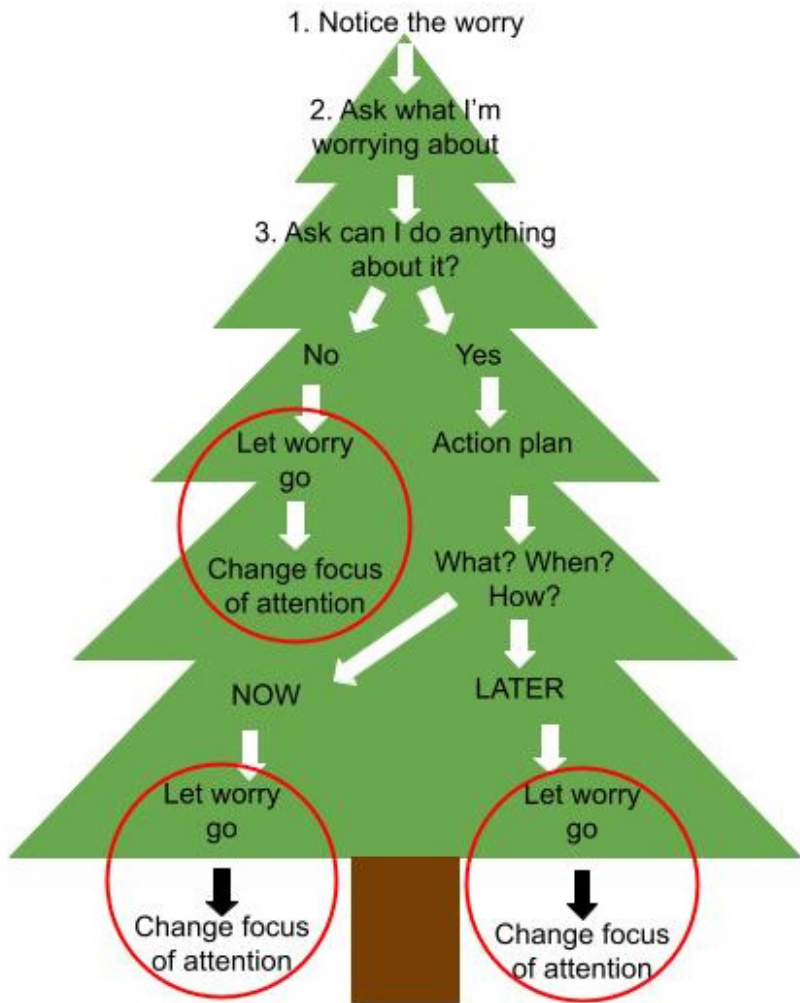 1. Notice the worry
2. Ask what I'm
worrying about
3. Ask can I do anything
about it?
No
Yes
Let worry
go
Action plan
Change focus
of attention
What? When?
How?
NOW
LATER
Let worry
go
Let worry
go
Change focus
of attention
Change focus
of attention